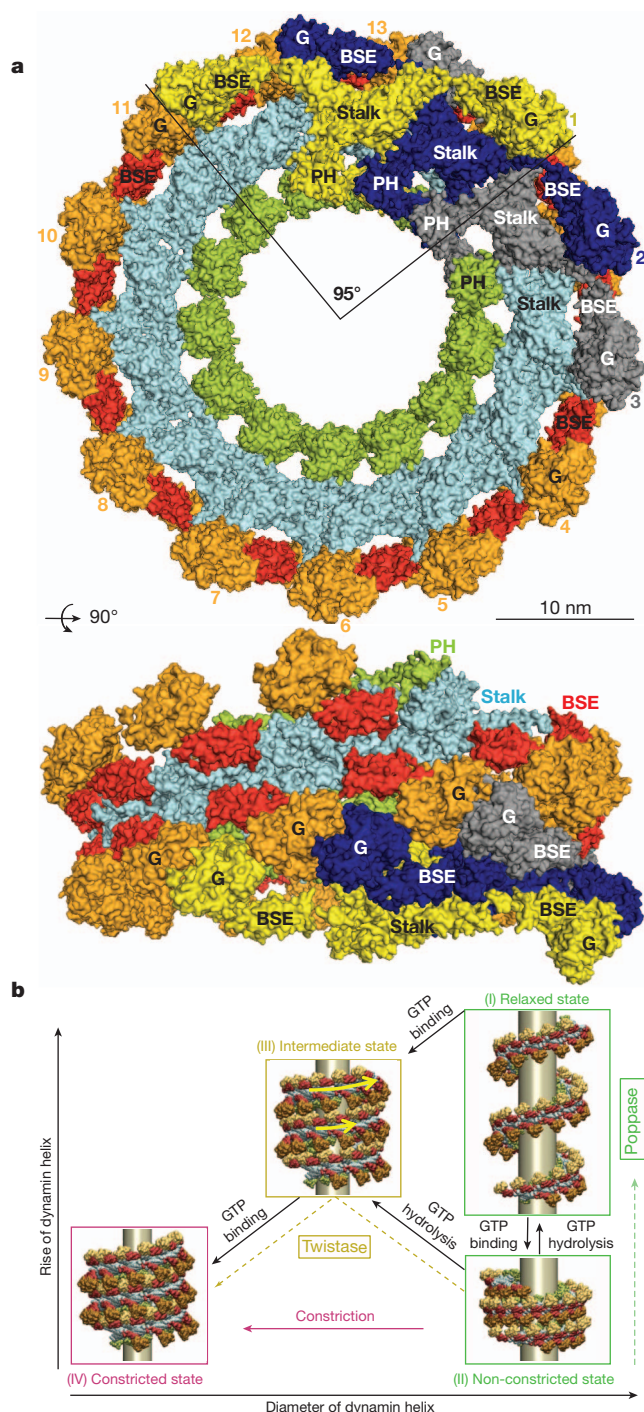 a
12
13
G
BSE
G
BSE
G
Stalk
BSE
G
1
11
G
PH
PH
Stalk
BSE
BSE
G
2
PH
Stalk
10
95°
PH
Stalk
BSE
G
3
9
BSE
G
4
8
7
6
5
90°
10 nm
PH
Stalk
BSE
G
G
G
G
G
BSE
BSE
G
BSE
Stalk
BSE
G
b
(I) Relaxed state
GTP
binding
(III) Intermediate state
Poppase
GTP
binding
GTP
hydrolysis
GTP
binding
GTP
hydrolysis
Twistase
Constriction
(IV) Constricted state
(II) Non-constricted state
Rise of dynamin helix
Diameter of dynamin helix